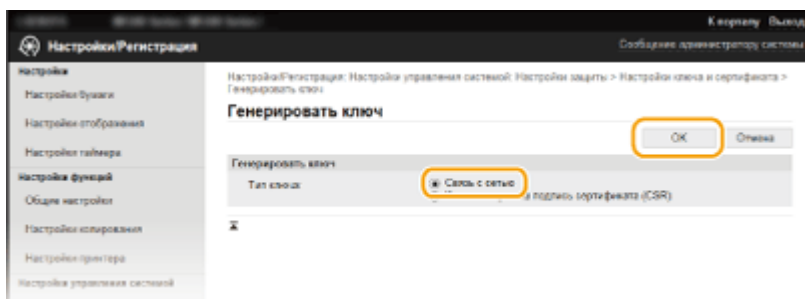 К порталу Выход
Настройки/Регистрация
Сообщение администратору системы
Настройки
Настройки бумаги
Настройки отображения
Настройки таймера
Настройки функций
Общие настройки
Настройки копирования
Настройки принтера
Настройки управления системой
Настройки/Регистрация: Настройки управления системой: Настройки защиты > Настройки ключа и сертификата >
Генерировать ключ
Генерировать ключ
OK Отмена
Генерировать ключ
Тип ключа: Связь с сетью
подпись сертификата (CSR)